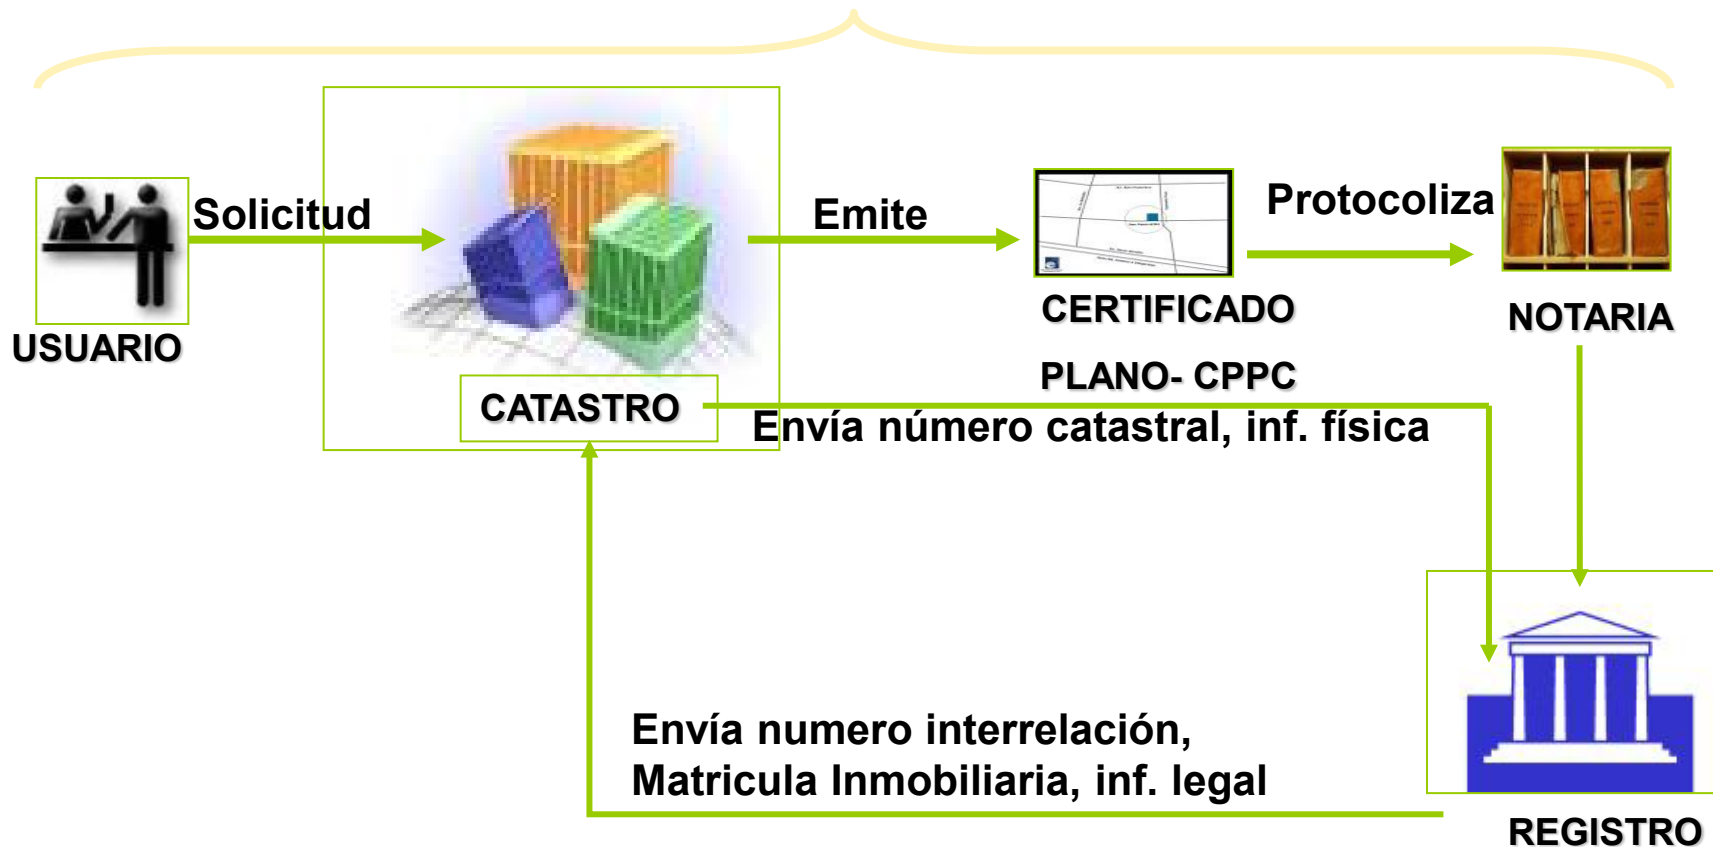 Solicitud
Emite
Protocoliza
USUARIO
CERTIFICADO
NOTARIA
PLANO- CPPC
CATASTRO
Envía número catastral, inf. física
Envía numero interrelación,
Matricula Inmobiliaria, inf. legal
REGISTRO